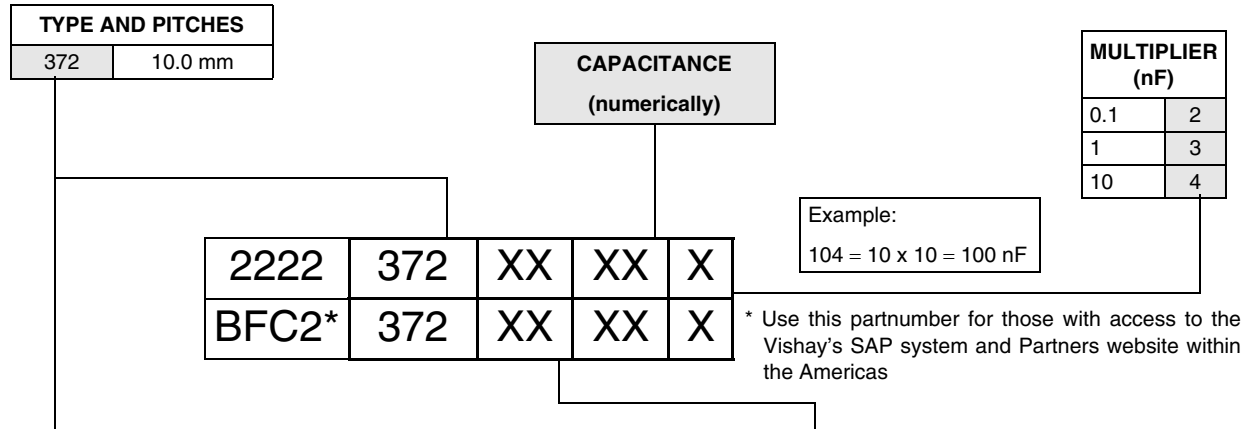 TYPE AND PITCHES
372 10.0 mm
CAPACITANCE
(numerically)
MULTIPLIER
(nF)
0.1 2
1 3
10 4
Example:
104 = 10 x 10 = 100 nF
2222 372 XX XX X
BFC2* 372 XX XX X
* Use this partnumber for those with access to the
Vishay's SAP system and Partners website within
the Americas